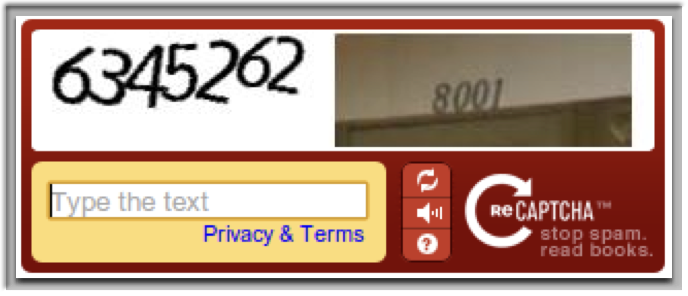 6345262
8001
Type the text
Privacy & Terms
ReCAPTCHA™
stop spam.
read books.